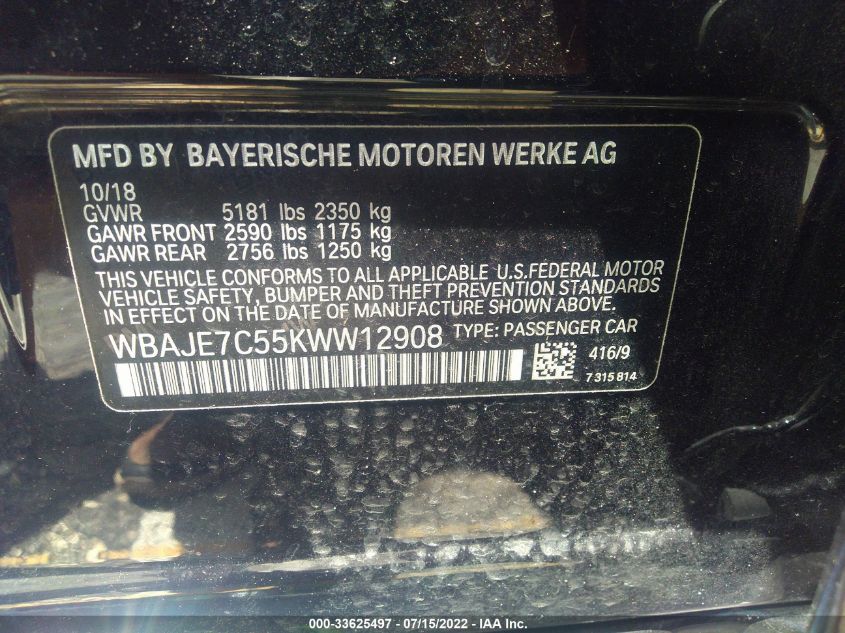 MFD BY BAYERISCHE MOTOREN WERKE AG
10/18
GVWR 5181 lbs 2350 kg
GAWR FRONT 2590 lbs 1175 kg
GAWR REAR 2756 lbs 1250 kg
THIS VEHICLE CONFORMS TO ALL APPLICABLE U.S.FEDERAL MOTOR
VEHICLE SAFETY, BUMPER AND THEFT PREVENTION STANDARDS
IN EFFECT ON THE DATE OF MANUFACTURE SHOWN ABOVE.
WBAJE7C55KWW12908 TYPE: PASSENGER CAR
416/9
7315814
000-33625497 - 07/15/2022 - IAA Inc.